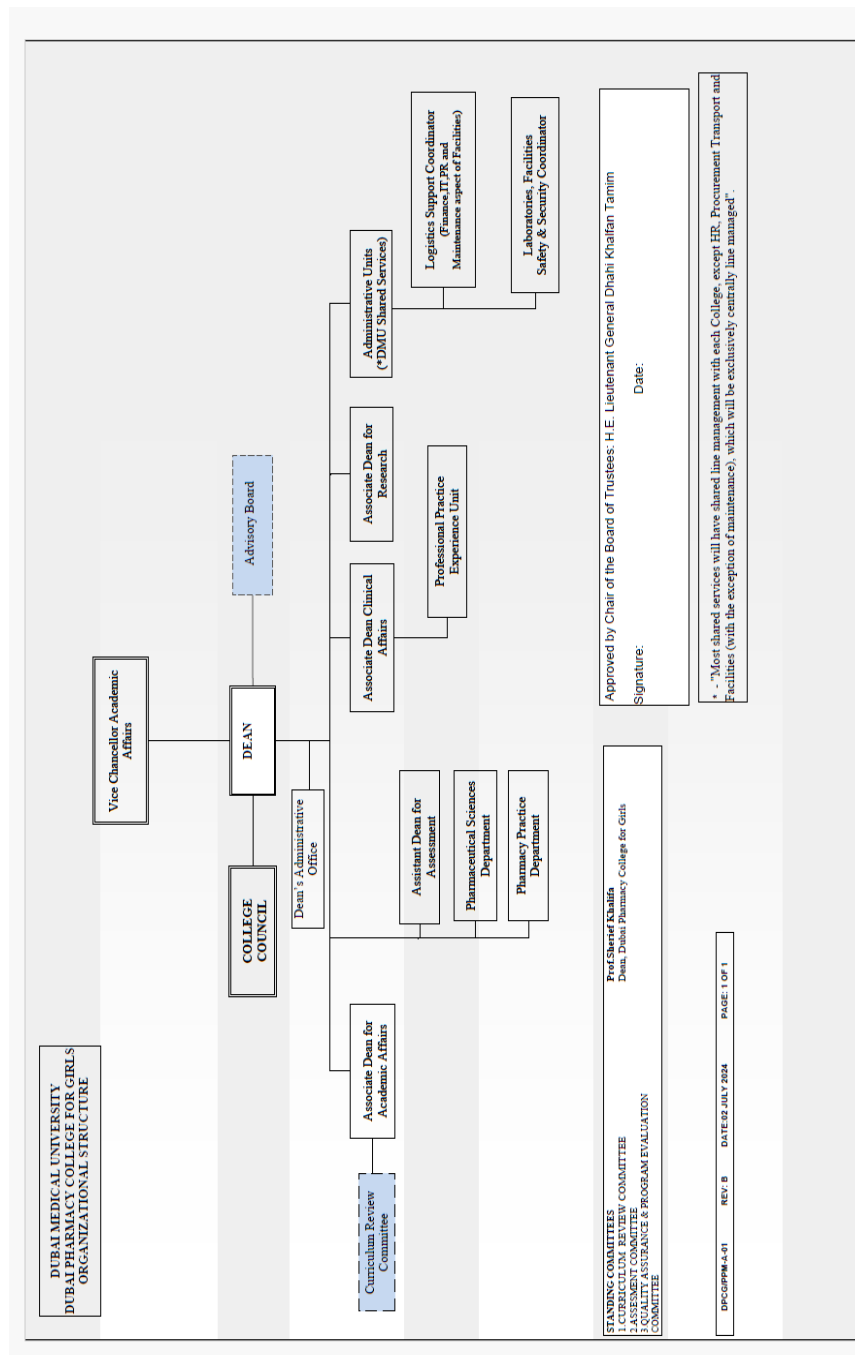 DUBAI MEDICAL UNIVERSITY
DUBAI PHARMACY COLLEGE FOR GIRLS
ORGANIZATIONAL STRUCTURE
Vice Chancellor Academic
Affairs
COLLEGE
COUNCIL
DEAN
Advisory Board
Dean's Administrative
Office
Curriculum Review
Committee
Associate Dean for
Academic Affairs
Associate Dean Clinical
Affairs
Associate Dean for
Research
Administrative Units
(*DMU Shared Services)
Assistant Dean for
Assessment
Pharmaceutical Sciences
Department
Pharmacy Practice
Department
Professional Practice
Experience Unit
Logistics Support Coordinator
(Finance,IT,PR and
Maintenance aspect of Facilities)
Laboratories, Facilities
Safety & Security Coordinator
STANDING COMMITTEES
1.CURRICULUM REVIEW COMMITTEE
2.ASSESMENT COMMITTEE
3.QUALITY ASSURANCE & PROGRAM EVALUATION
COMMITTEE
Prof.Sherief Khalifa
Dean, Dubai Pharmacy College for Girls
Approved by Chair of the Board of Trustees: H.E. Lieutenant General Dhahi Khalfan Tamim
Signature: Date:
* - "Most shared services will have shared line management with each College, except HR, Procurement Transport and
Facilities (with the exception of maintenance), which will be exclusively centrally line managed".
DPCG/PPM-A-01 REV: B DATE:02 JULY 2024 PAGE: 1 OF 1